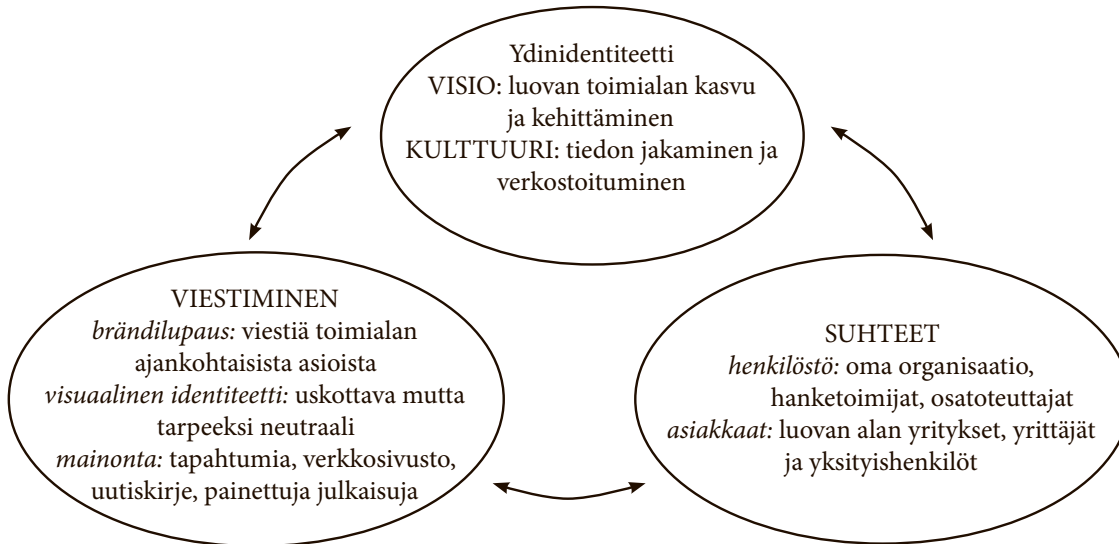 Ydinidentiteetti
VISIO: luovan toimialan kasvu
ja kehittäminen
KULTTUURI: tiedon jakaminen ja
verkostoituminen
VIESTIMINEN
brändilupaus: viestiä toimialan
ajankohtaisista asioista
visuaalinen identiteetti: uskottava mutta
tarpeeksi neutraali
mainonta: tapahtumia, verkkosivusto,
uutiskirje, painettuja julkaisuja
SUHTEET
henkilöstö: oma organisaatio,
hanketoimijat, osatoteuttajat
asiakkaat: luovan alan yritykset, yrittäjät
ja yksityishenkilöt